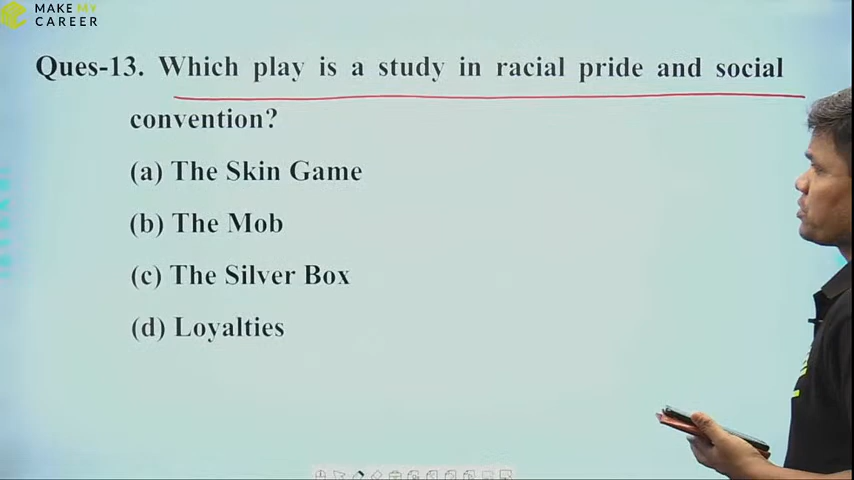 MAKE MY
CAREER
Ques-13. Which play is a study in racial pride and social
convention?
(a) The Skin Game
(b) The Mob
(c) The Silver Box
(d) Loyalties